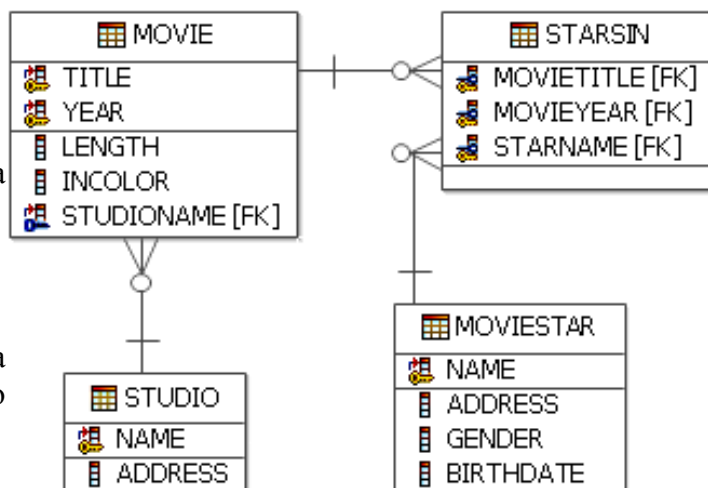 MOVIE
TITLE
YEAR
LENGTH
INCOLOR
STUDIONAME [FK]
STARSIN
MOVIETITLE [FK]
MOVIEYEAR [FK]
STARNAME [FK]
a
a
o
STUDIO
NAME
ADDRESS
MOVIESTAR
NAME
ADDRESS
GENDER
BIRTHDATE